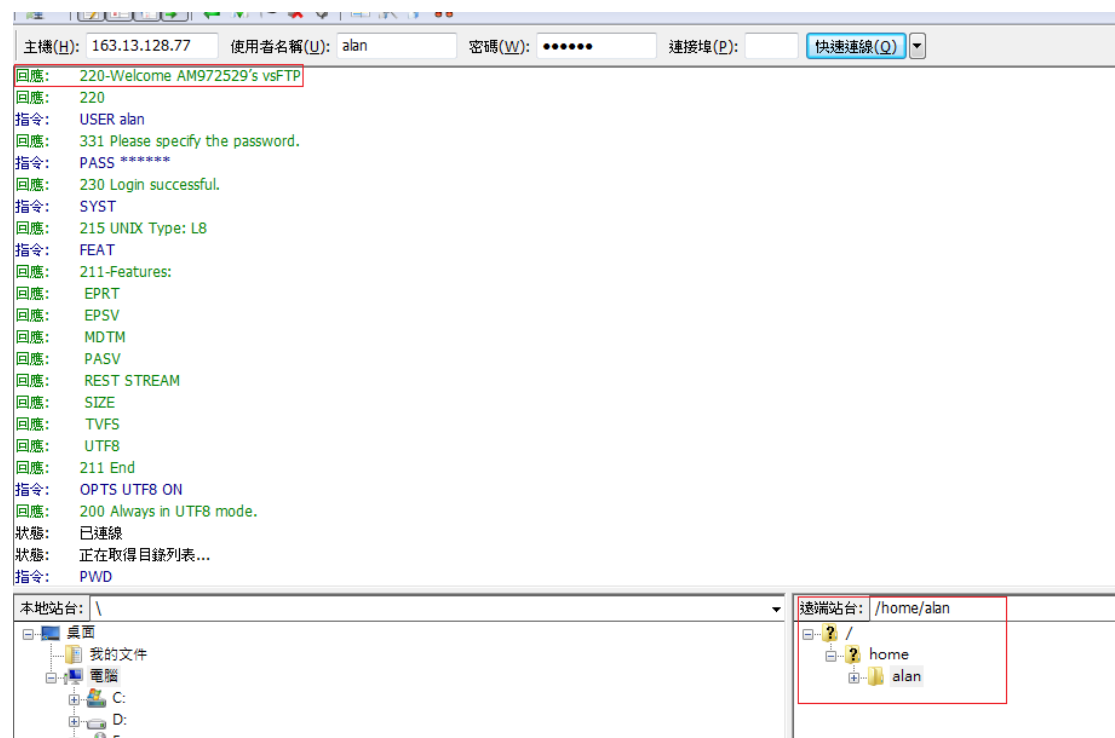 主機(H): 163.13.128.77 使用者名稱(U): alan 密碼(W): ●●●●●● 連接埠(P): 快速連線(Q)
回應: 220-Welcome AM972529's vsFTP
回應: 220
指令: USER alan
回應: 331 Please specify the password.
指令: PASS ******
回應: 230 Login successful.
指令: SYST
回應: 215 UNIX Type: L8
指令: FEAT
回應: 211-Features:
回應: EPRT
回應: EPSV
回應: MDTM
回應: PASV
回應: REST STREAM
回應: SIZE
回應: TVFS
回應: UTF8
回應: 211 End
指令: OPTS UTF8 ON
回應: 200 Always in UTF8 mode.
狀態: 已連線
狀態: 正在取得目錄列表...
指令: PWD
本地站台: \
桌面
我的文件
電腦
C:
D:
遠端站台: /home/alan
/
home
alan